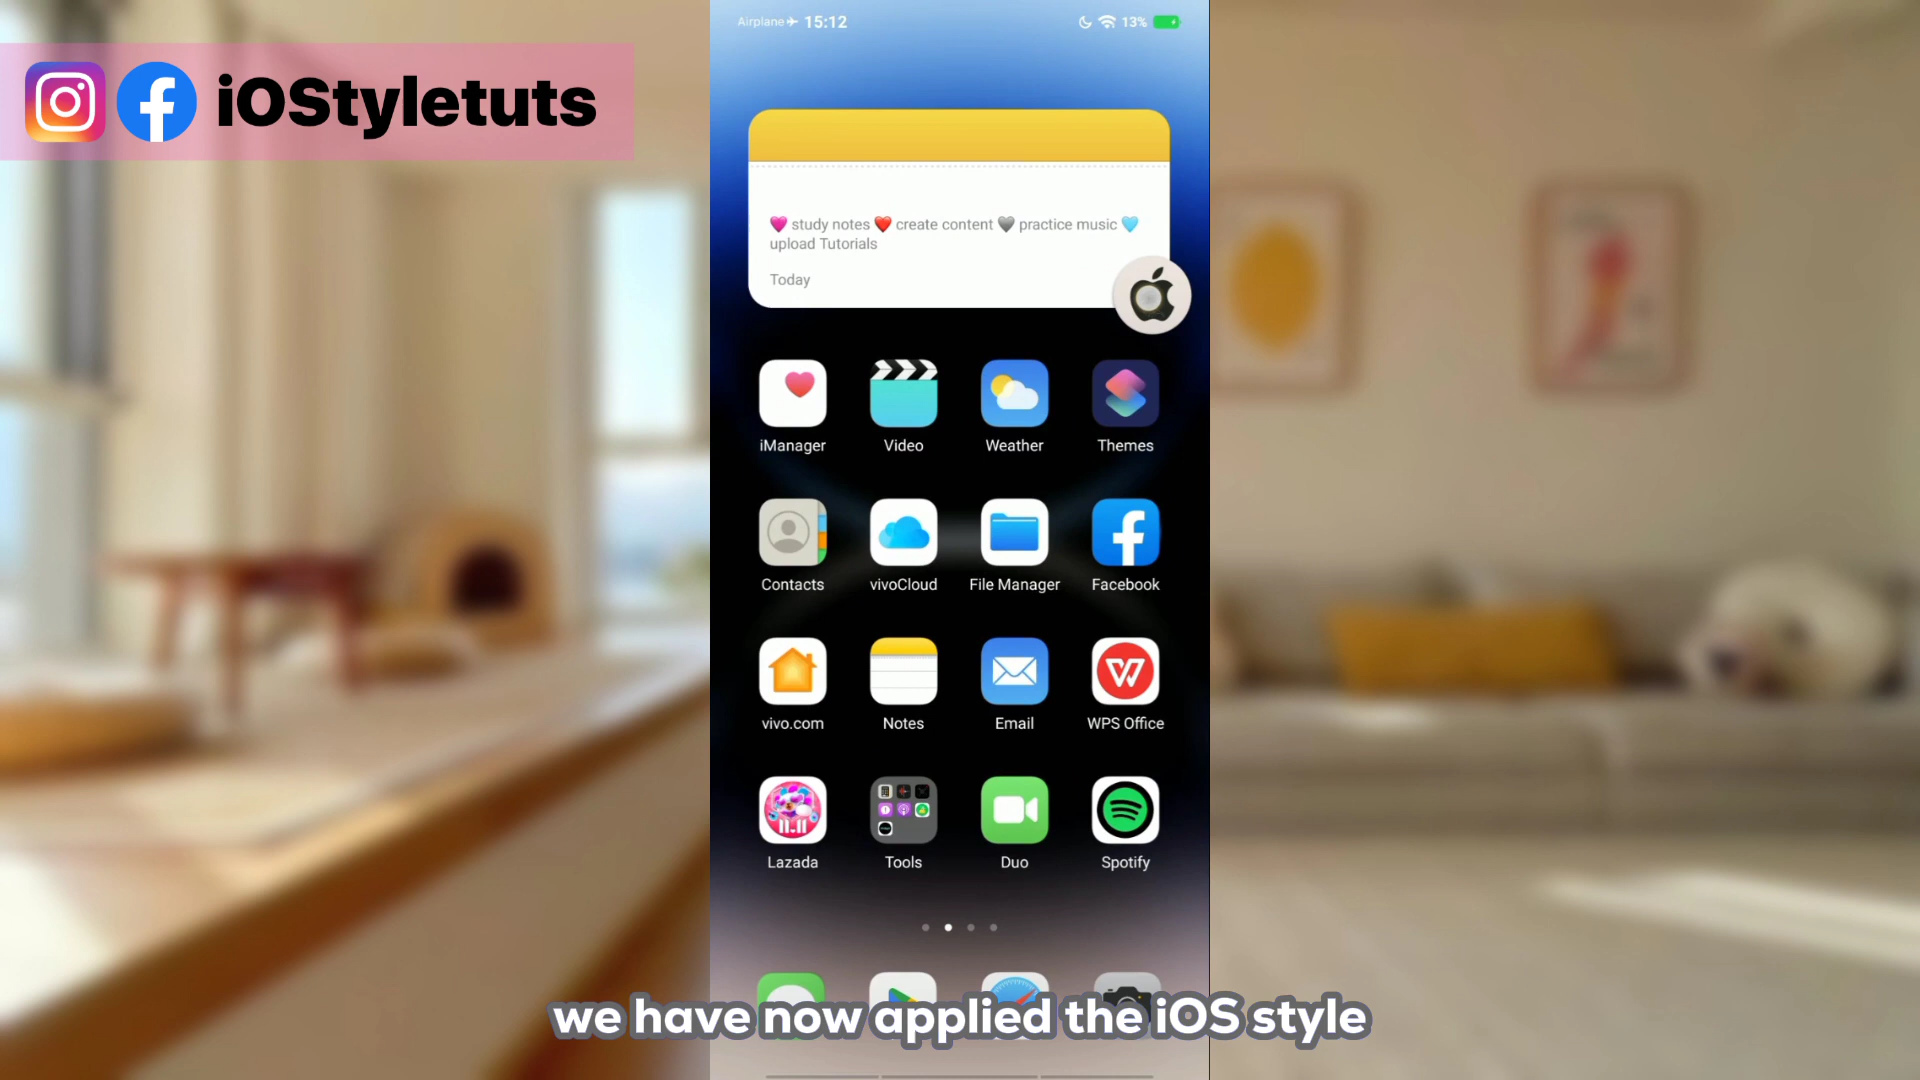 iOStyletuts
Airplane 15:12
13%
study notes create content practice music
upload Tutorials
Today
iManager Video Weather Themes
Contacts vivoCloud File Manager Facebook
vivo.com Notes Email WPS Office
11.11
Lazada Tools Duo Spotify
we have now applied the iOS style